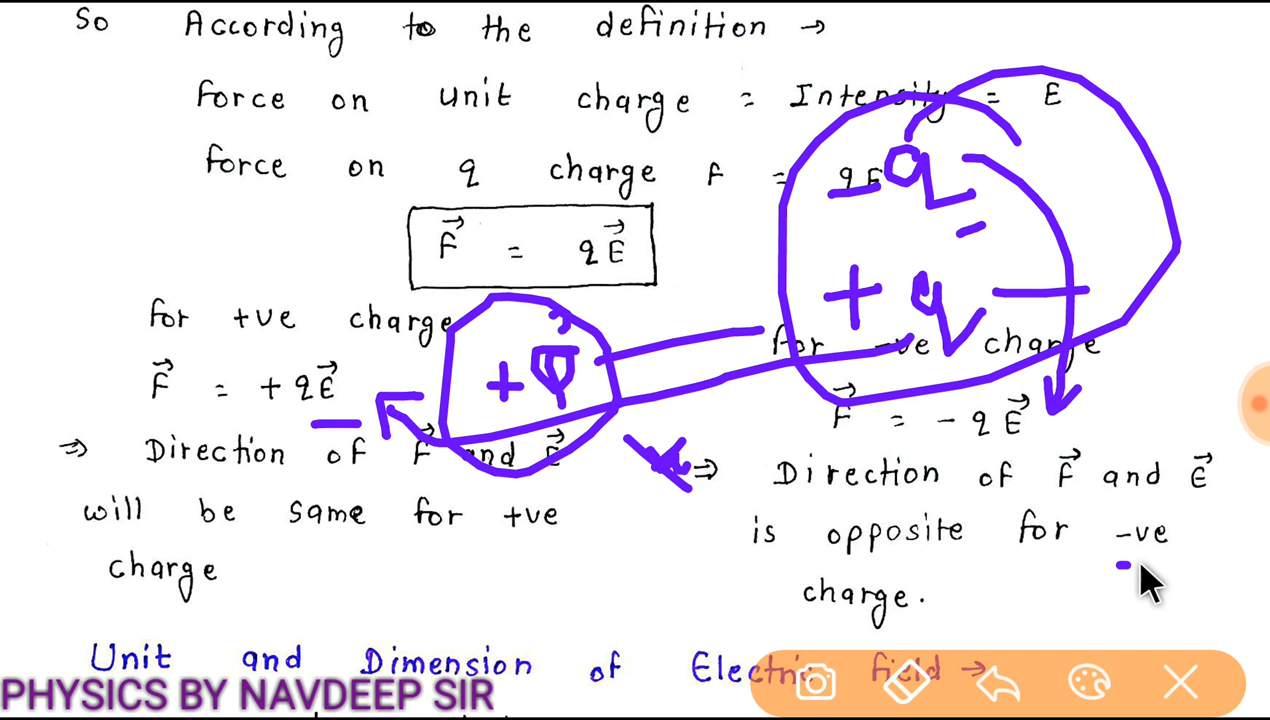 So According to the definition →
force on unit charge = Intensity = E
force on q charge F = qE
F⃗ = qE⃗
for +ve charge
F⃗ = +qE⃗
⇒ Direction of F⃗ and E⃗
will be same for +ve
charge
- q
+ q
+
for -ve charge
F⃗ = - qE⃗
⇒ Direction of F⃗ and E⃗
is opposite for -ve
charge.
Unit and Dimension of Electric field →
PHYSICS BY NAVDEEP SIR